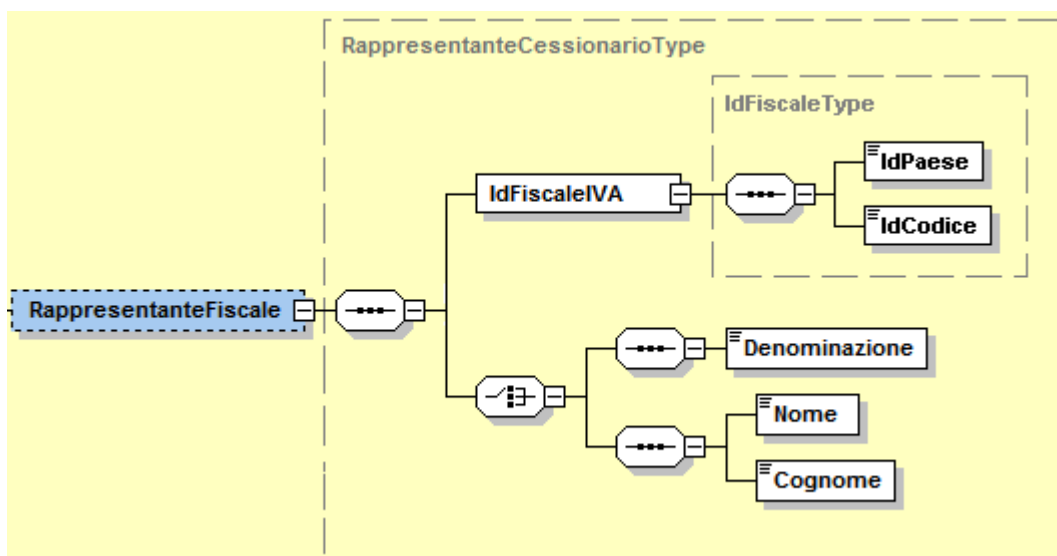 RappresentanteCessionarioType
IdFiscaleType
IdPaese
IdFiscaleIVA
IdCodice
RappresentanteFiscale
Denominazione
Nome
Cognome